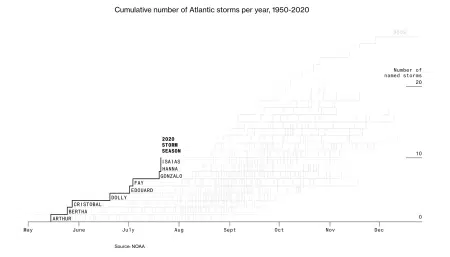 Cumulative number of Atlantic storms per year, 1950-2020
2005
Number of
named storms
20
2020
STORM
SEASON
ISAIAS
HANNA
GONZALO
FAY
EDOUARD
DOLLY
CRISTOBAL
BERTHA
ARTHUR
10
0
May
June
July
Aug
Sept
Oct
Nov
Dec
Source: NOAA